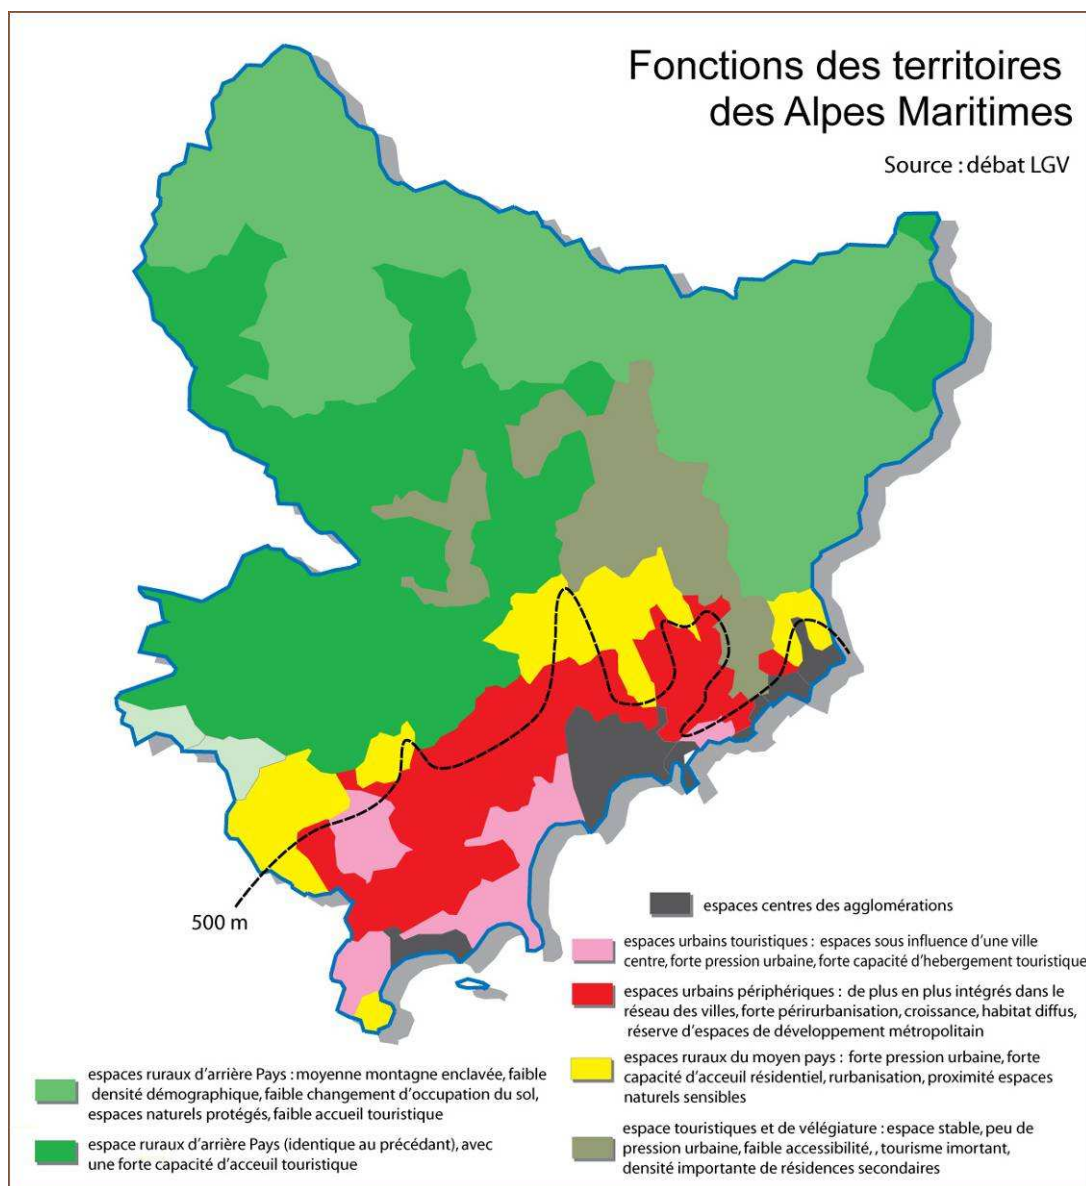 Fonctions des territoires
des Alpes Maritimes
Source : débat LGV
500 m
espaces centres des agglomérations
espaces urbains touristiques : espaces sous influence d'une ville
centre, forte pression urbaine, forte capacité d'hebergement touristique
espaces urbains périphériques : de plus en plus intégrés dans le
réseau des villes, forte périrurbanisation, croissance, habitat diffus,
réserve d'espaces de développement métropolitain
espaces ruraux du moyen pays : forte pression urbaine, forte
capacité d'acceuil résidentiel, rurbanisation, proximité espaces
naturels sensibles
espace touristiques et de vélégiature : espace stable, peu de
pression urbaine, faible accessibilité, , tourisme imortant,
densité importante de résidences secondaires
espaces ruraux d'arrière Pays : moyenne montagne enclavée, faible
densité démographique, faible changement d'occupation du sol,
espaces naturels protégés, faible accueil touristique
espace ruraux d'arrière Pays (identique au précédant), avec
une forte capacité d'acceuil touristique